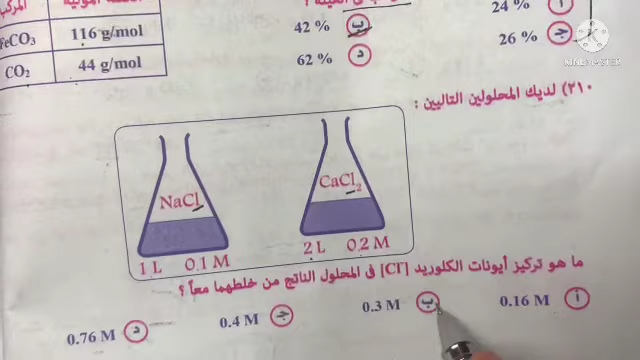 المركب
FeCO3 116 g/mol
CO2 44 g/mol
أ 24 %
ب 42 %
ج 26 %
د 62 %
KINEMASTER
٢١٠) لديك المحلولين التاليين :
NaCl
1 L 0.1 M
CaCl₂
2 L 0.2 M
ما هو تركيز أيونات الكلوريد [Cl⁻] فى المحلول الناتج من خلطهما معاً ؟
أ 0.16 M
ب 0.3 M
ج 0.4 M
د 0.76 M